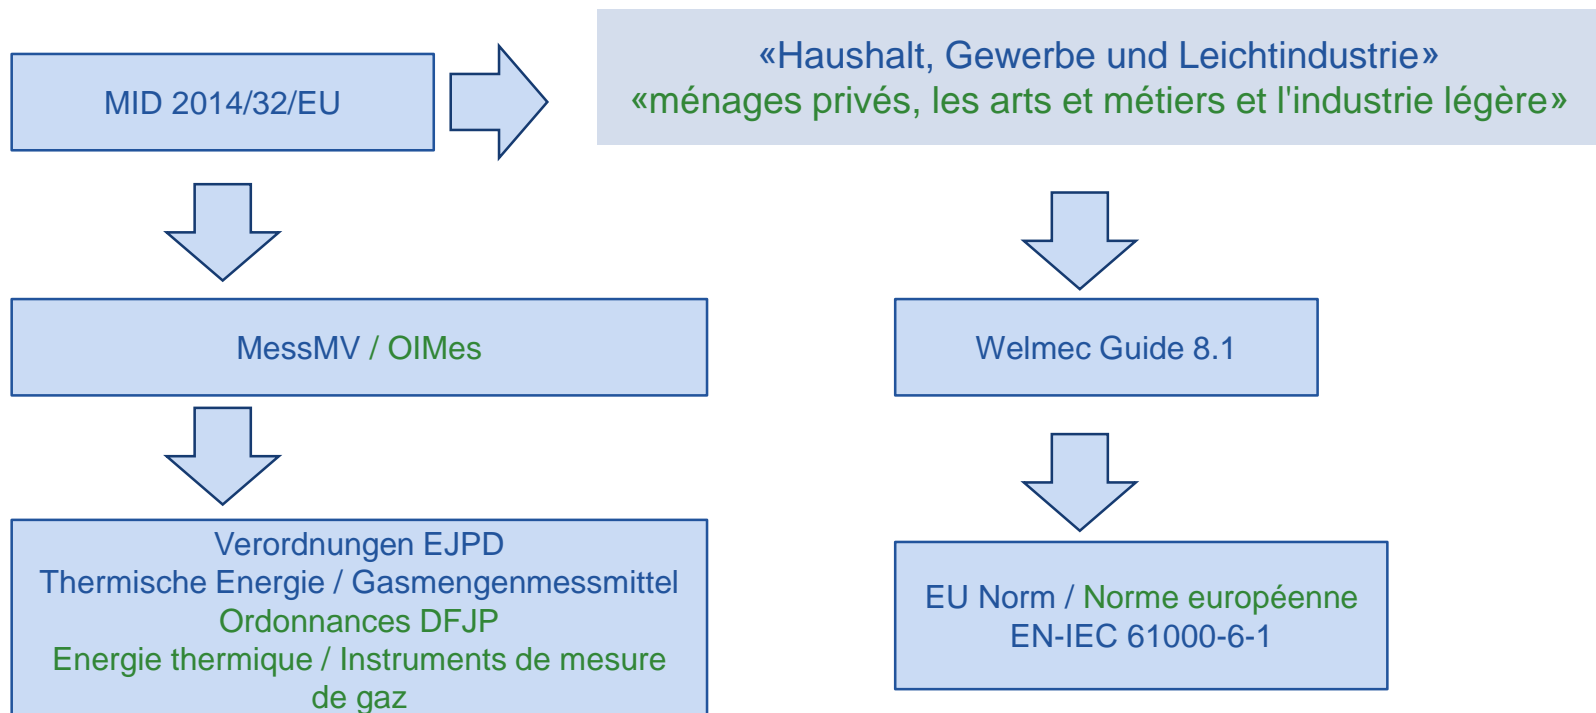 MID 2014/32/EU
«Haushalt, Gewerbe und Leichtindustrie»
«ménages privés, les arts et métiers et l'industrie légère»
MessMV / OIMes
Welmec Guide 8.1
Verordnungen EJPD
Thermische Energie / Gasmengenmessmittel
Ordonnances DFJP
Energie thermique / Instruments de mesure
de gaz
EU Norm / Norme européenne
EN-IEC 61000-6-1